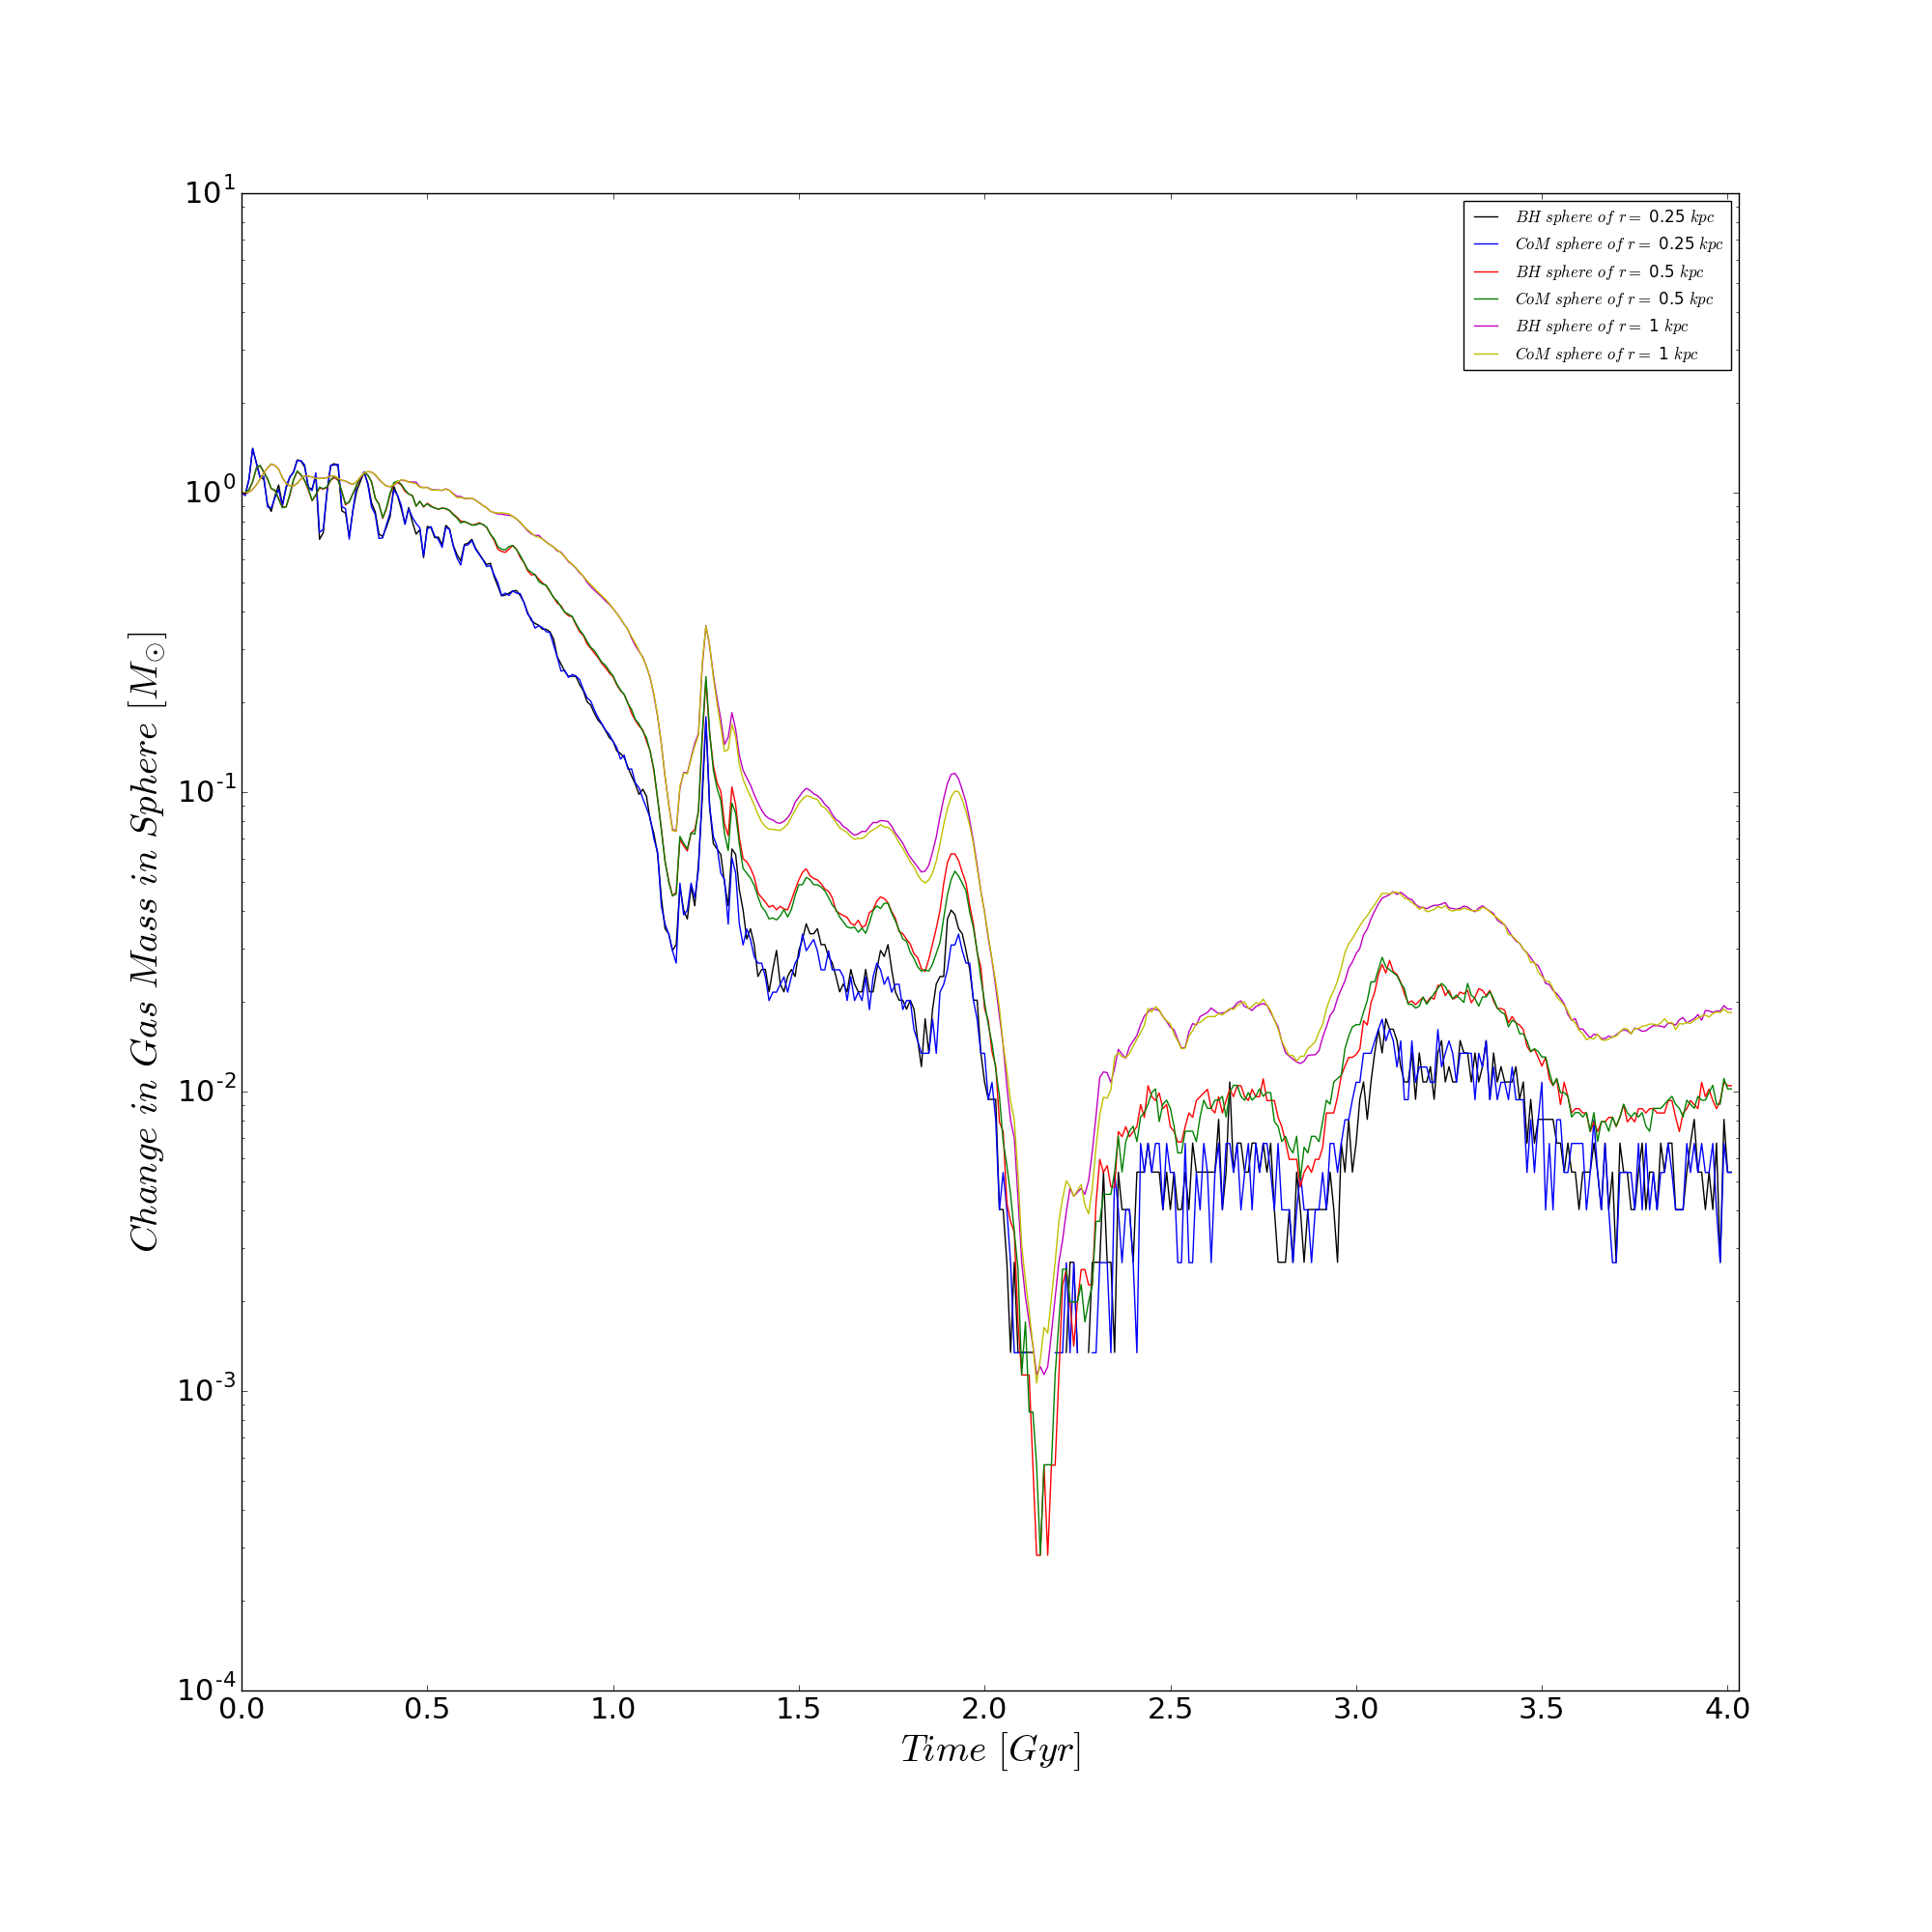 10^1
10^0
10^-1
10^-2
10^-3
10^-4
Change in Gas Mass in Sphere [M⊙]
BH sphere of r = 0.25 kpc
CoM sphere of r = 0.25 kpc
BH sphere of r = 0.5 kpc
CoM sphere of r = 0.5 kpc
BH sphere of r = 1 kpc
CoM sphere of r = 1 kpc
0.0 0.5 1.0 1.5 2.0 2.5 3.0 3.5 4.0
Time [Gyr]